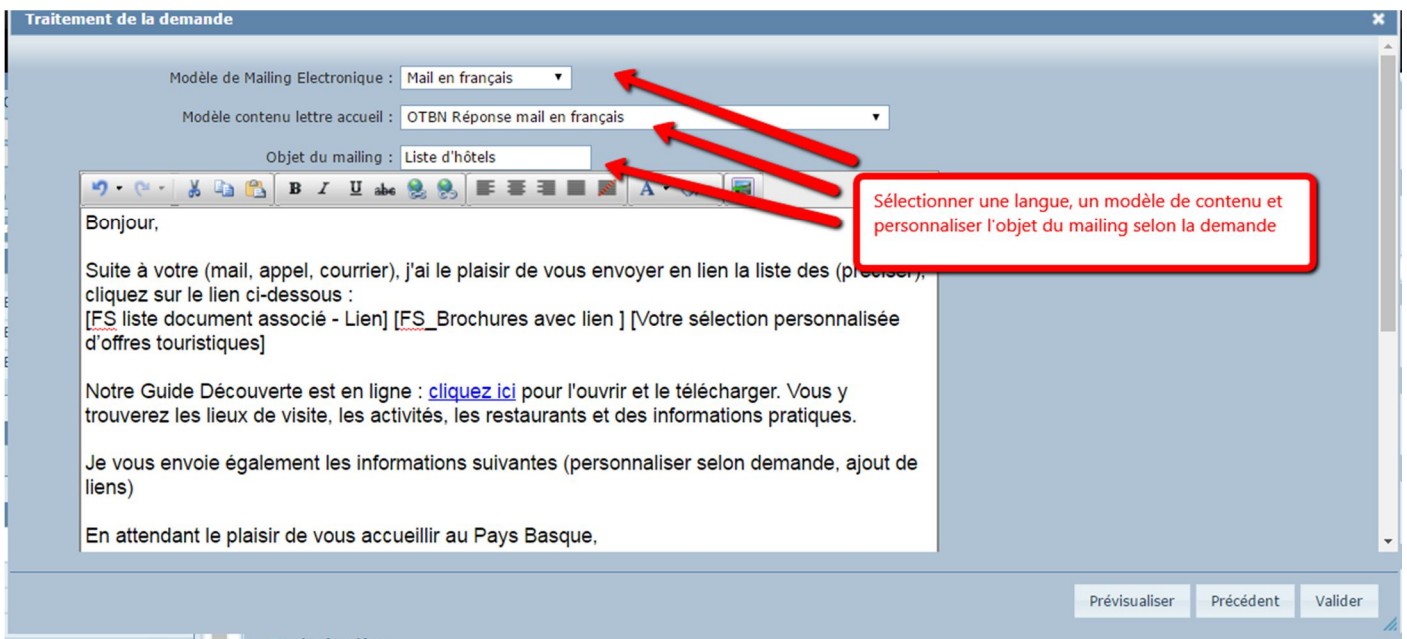 Traitement de la demande
Modèle de Mailing Electronique : Mail en français
Modèle contenu lettre accueil : OTBN Réponse mail en français
Objet du mailing : Liste d'hôtels
B I U abc A
Sélectionner une langue, un modèle de contenu et
personnaliser l'objet du mailing selon la demande
Bonjour,
Suite à votre (mail, appel, courrier), j'ai le plaisir de vous envoyer en lien la liste des (préciser),
cliquez sur le lien ci-dessous :
[FS liste document associé - Lien] [FS_Brochures avec lien ] [Votre sélection personnalisée
d'offres touristiques]
Notre Guide Découverte est en ligne : cliquez ici pour l'ouvrir et le télécharger. Vous y
trouverez les lieux de visite, les activités, les restaurants et des informations pratiques.
Je vous envoie également les informations suivantes (personnaliser selon demande, ajout de
liens)
En attendant le plaisir de vous accueillir au Pays Basque,
Prévisualiser Précédent Valider